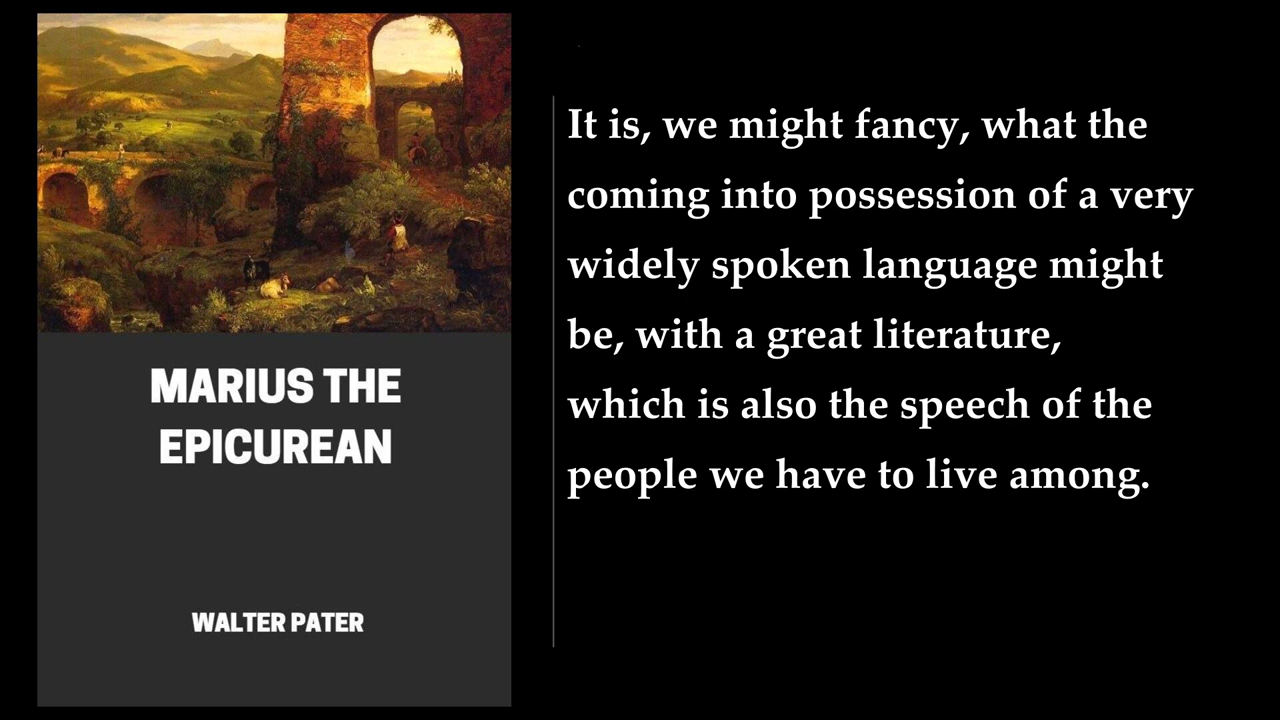 MARIUS THE
EPICUREAN
WALTER PATER
It is, we might fancy, what the
coming into possession of a very
widely spoken language might
be, with a great literature,
which is also the speech of the
people we have to live among.